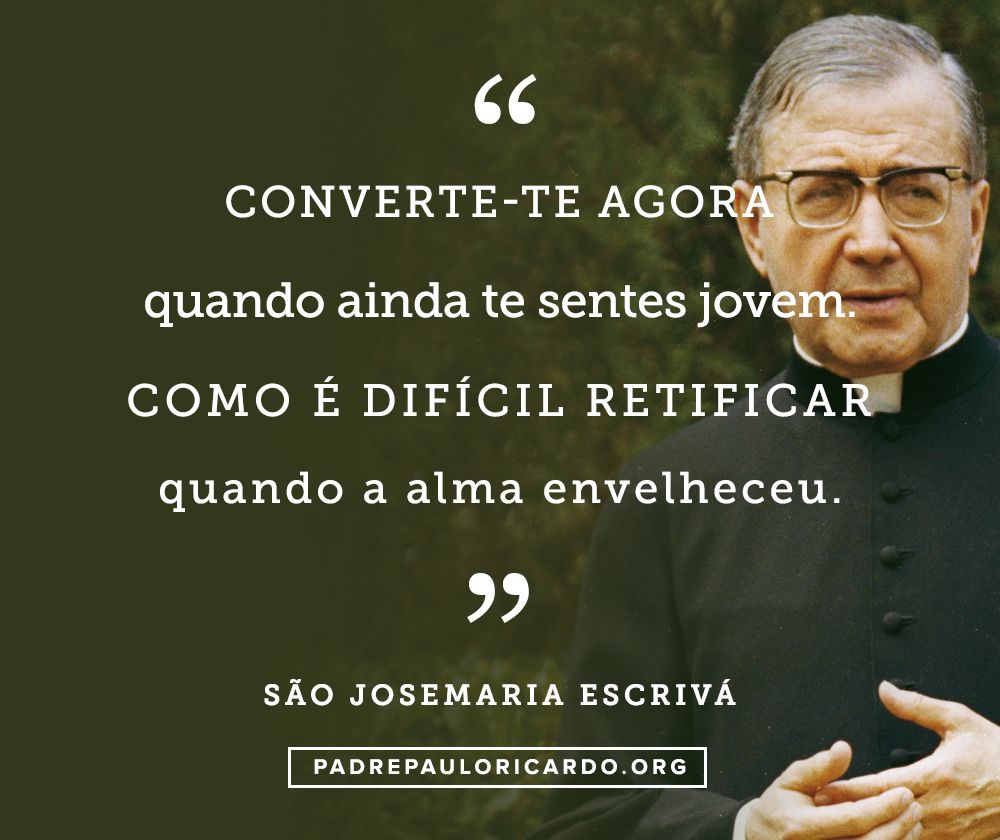 “
CONVERTE-TE AGORA
quando ainda te sentes jovem.
COMO É DIFÍCIL RETIFICAR
quando a alma envelheceu.
”
SÃO JOSEMARIA ESCRIVÁ
PADREPAULORICARDO.ORG